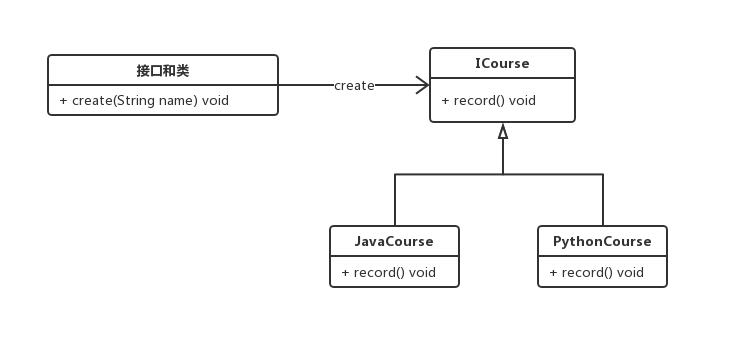 接口和类
+ create(String name) void
create
ICourse
+ record() void
JavaCourse
+ record() void
PythonCourse
+ record() void